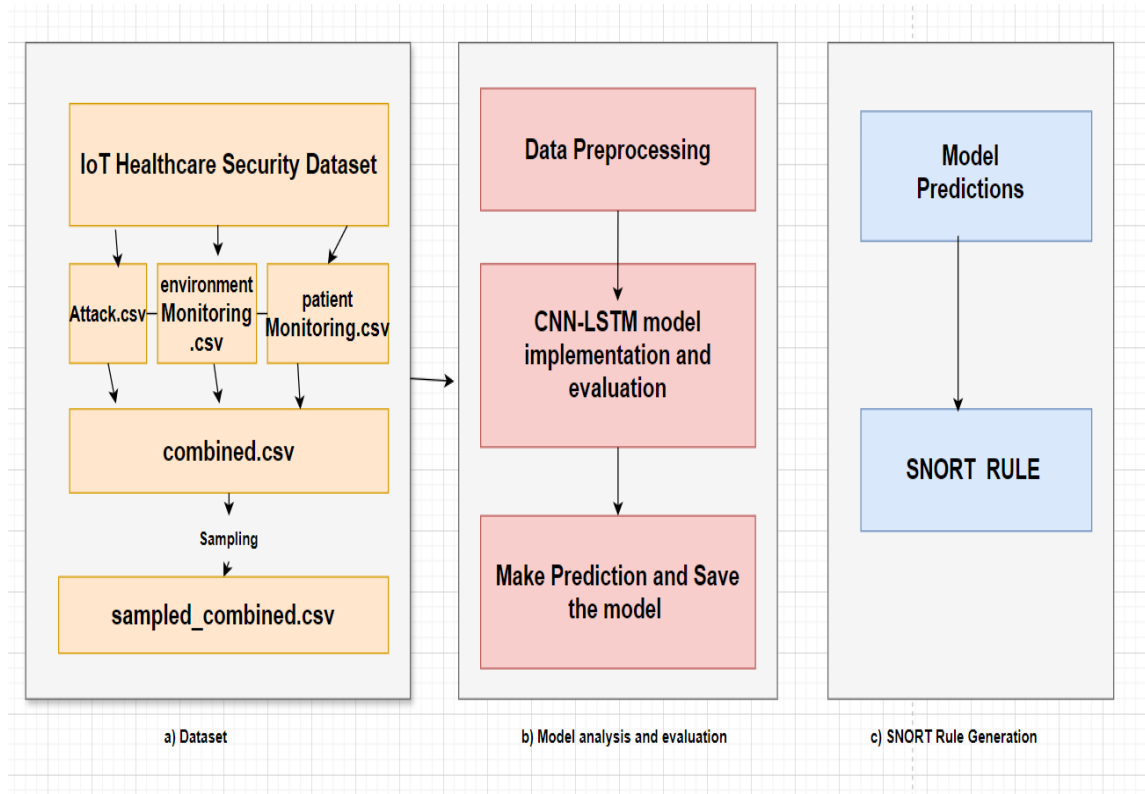 IoT Healthcare Security Dataset
Attack.csv
environment
Monitoring
.csv
patient
Monitoring.csv
combined.csv
Sampling
sampled_combined.csv
a) Dataset
Data Preprocessing
CNN-LSTM model
implementation and
evaluation
Make Prediction and Save
the model
b) Model analysis and evaluation
Model
Predictions
SNORT RULE
c) SNORT Rule Generation